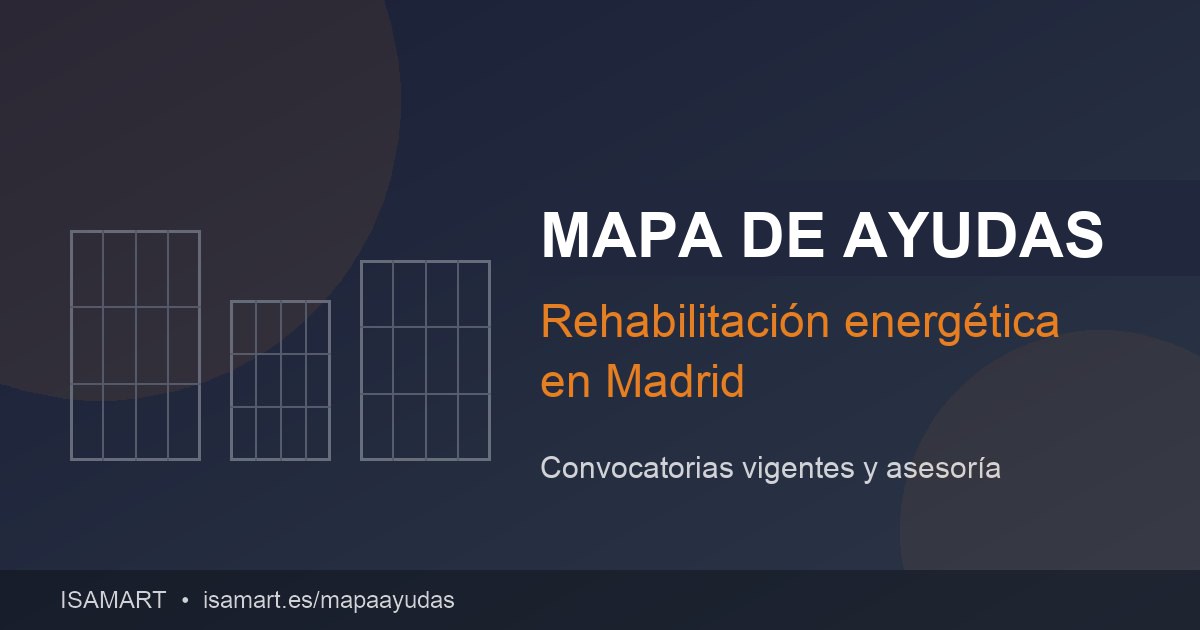 MAPA DE AYUDAS
Rehabilitación energética
en Madrid
Convocatorias vigentes y asesoría
ISAMART • isamart.es/mapaayudas